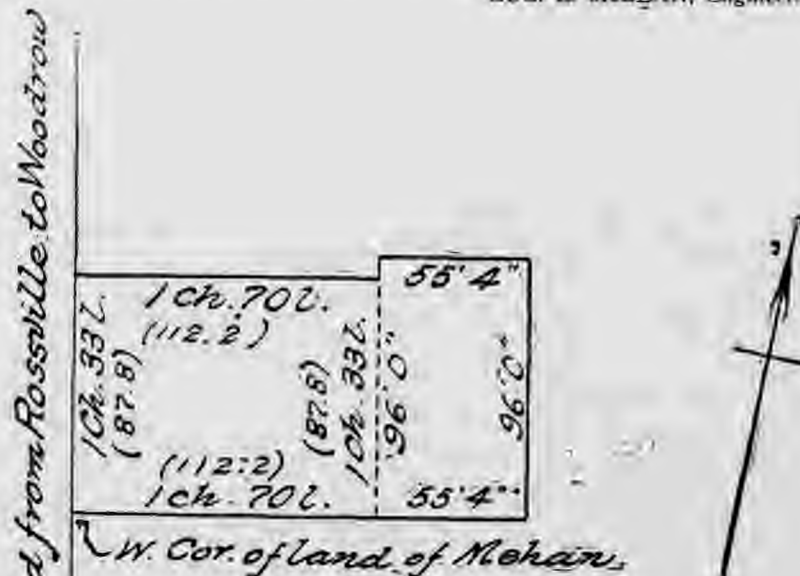 d from Rossville to Woodrow
1 Ch. 70 l.
(112.2)
1 Ch. 33 l.
(87.8)
(87.8)
1 Ch. 33 l.
(112.2)
1 Ch. 70 l.
55' 4"
96' 0"
96' 0"
55' 4"
W. Cor. of land of Mehan,